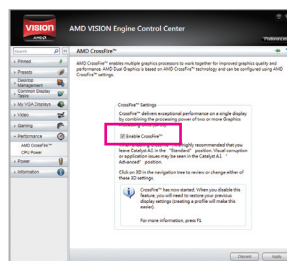 VISION
AMD
AMD VISION Engine Control Center
Preferences
Search
AMD CrossFire™
Pinned
Presets
Desktop Management
Common Display Tasks
My VGA Displays
Video
Gaming
Performance
AMD CrossFire™
CPU Power
Power
Information
AMD CrossFire™ enables multiple graphics processors to work together for improved graphics quality and
performance. AMD Dual Graphics is based on AMD CrossFire™ technology and can be configured using AMD
CrossFire™ settings.
CrossFire™ Settings
CrossFire™ delivers exceptional performance on a single display
by combining the processing power of two or more Graphics
Enable CrossFire™
highly recommended that you
leave Catalyst A.I. in the "Standard" position. Visual corruption
or application issues may be seen in the Catalyst A.I. "
Advanced" position.
Click on 3D in the navigation tree to review or change either of
these 3D settings.
CrossFire™ has now started. When you disable this
feature, you will need to restore your previous
display settings (creating a profile will make this
easier).
For more information, press F1
Discard
Apply